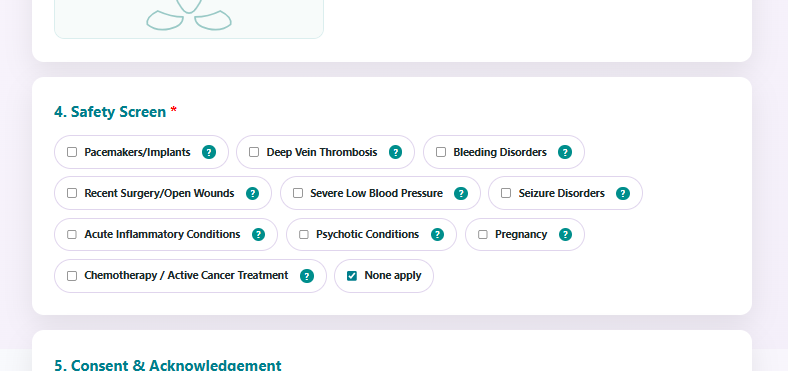 4. Safety Screen *
Pacemakers/Implants ? Deep Vein Thrombosis ? Bleeding Disorders ?
Recent Surgery/Open Wounds ? Severe Low Blood Pressure ? Seizure Disorders ?
Acute Inflammatory Conditions ? Psychotic Conditions ? Pregnancy ?
Chemotherapy / Active Cancer Treatment ? None apply
5. Consent & Acknowledgement